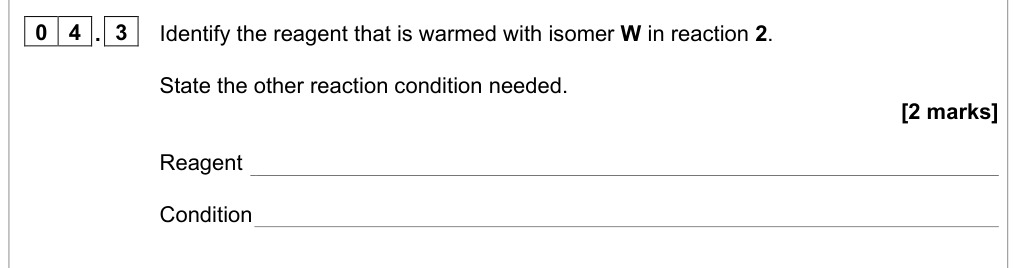 0 4 . 3 Identify the reagent that is warmed with isomer W in reaction 2.
State the other reaction condition needed.
[2 marks]
Reagent
Condition